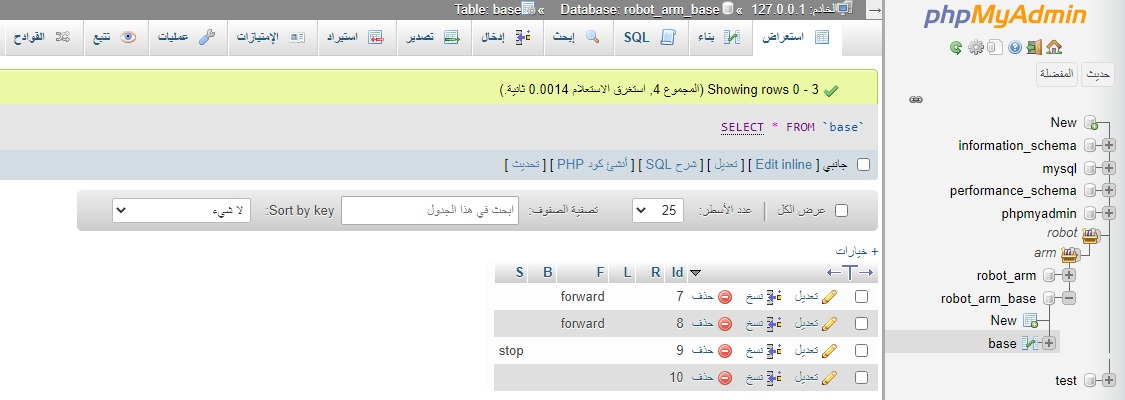 phpMyAdmin
حديث المفضلة
New
information_schema
mysql
performance_schema
phpmyadmin
robot
arm
robot_arm
robot_arm_base
New
base
test
الخادم: 127.0.0.1 » Database: robot_arm_base » Table: base
استعراض بناء SQL إبحث إدخال تصدير استيراد الإمتيازات عمليات تتبع القوادح
Showing rows 0 - 3 (المجموع 4, استغرق الاستعلام 0.0014 ثانية.)
SELECT * FROM `base`
جانبي [ Edit inline ] [ تعديل ] [ شرح SQL ] [ أنشئ كود PHP ] [ تحديث ]
عرض الكل عدد الأسطر: 25 تصفية الصفوف: ابحث في هذا الجدول Sort by key: لا شيء
+ خيارات
Id R L F B S
تعديل نسخ حذف 7 forward
تعديل نسخ حذف 8 forward
تعديل نسخ حذف 9 stop
تعديل نسخ حذف 10